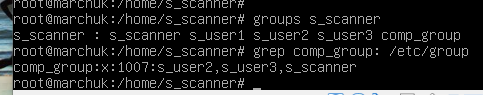 root@marchuk:/home/s_scanner#
root@marchuk:/home/s_scanner# groups s_scanner
s_scanner : s_scanner s_user1 s_user2 s_user3 comp_group
root@marchuk:/home/s_scanner# grep comp_group: /etc/group
comp_group:x:1007:s_user2,s_user3,s_scanner
root@marchuk:/home/s_scanner# _